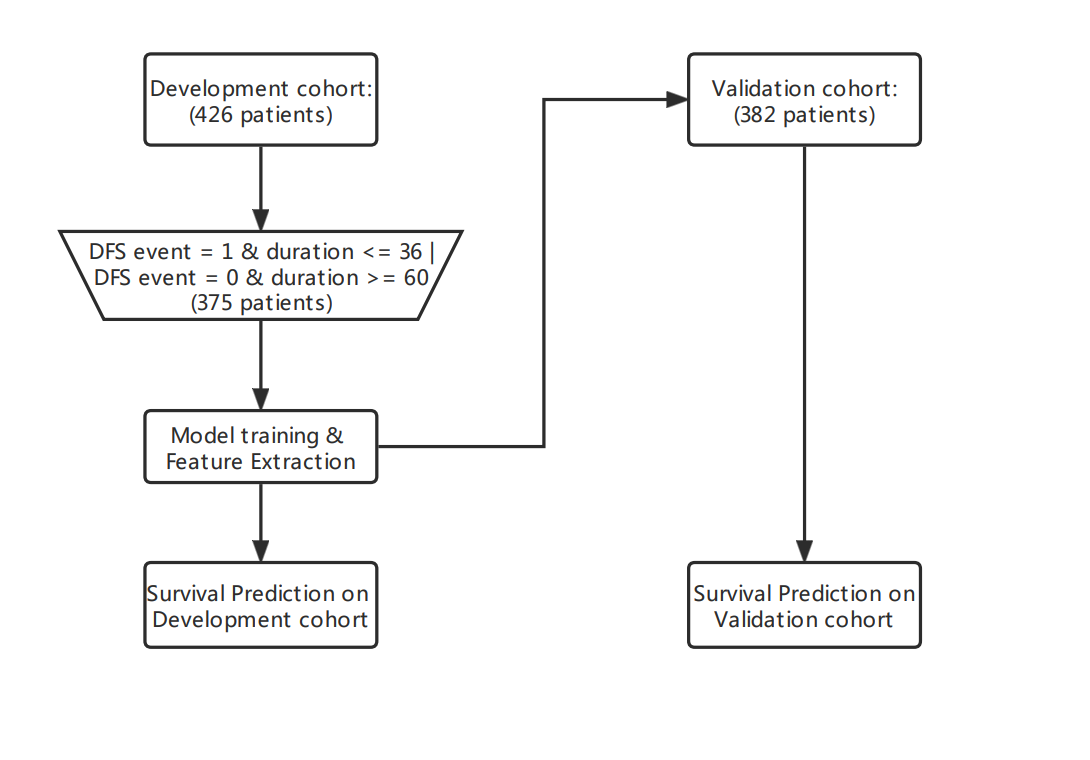 Development cohort:
(426 patients)
DFS event = 1 & duration <= 36 |
DFS event = 0 & duration >= 60
(375 patients)
Model training &
Feature Extraction
Survival Prediction on
Development cohort
Validation cohort:
(382 patients)
Survival Prediction on
Validation cohort